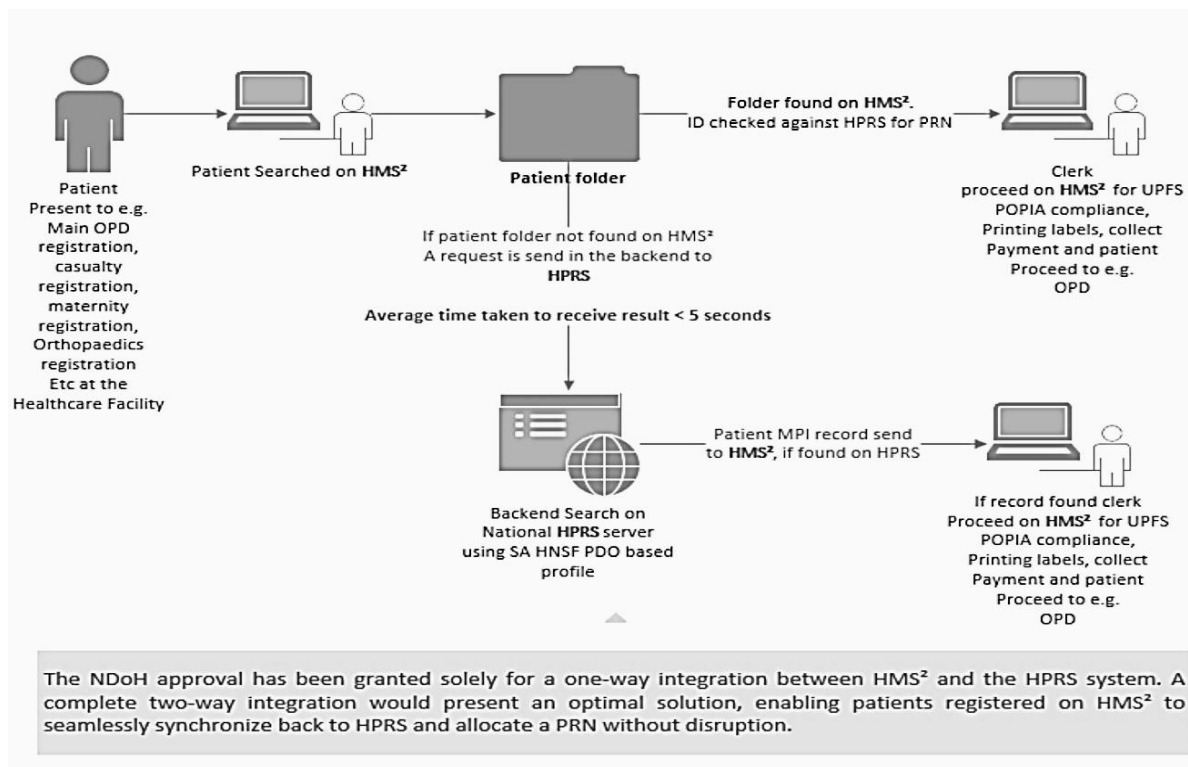 Patient
Present to e.g.
Main OPD
registration,
casualty
registration,
maternity
registration,
Orthopaedics
registration
Etc at the
Healthcare Facility
Patient Searched on HMS²
Patient folder
Folder found on HMS².
ID checked against HPRS for PRN
Clerk
proceed on HMS² for UPFS
POPIA compliance,
Printing labels, collect
Payment and patient
Proceed to e.g.
OPD
If patient folder not found on HMS²
A request is send in the backend to
HPRS
Average time taken to receive result < 5 seconds
Backend Search on
National HPRS server
using SA HNSF PDO based
profile
Patient MPI record send
to HMS², if found on HPRS
If record found clerk
Proceed on HMS² for UPFS
POPIA compliance,
Printing labels, collect
Payment and patient
Proceed to e.g.
OPD
The NDoH approval has been granted solely for a one-way integration between HMS² and the HPRS system. A
complete two-way integration would present an optimal solution, enabling patients registered on HMS² to
seamlessly synchronize back to HPRS and allocate a PRN without disruption.